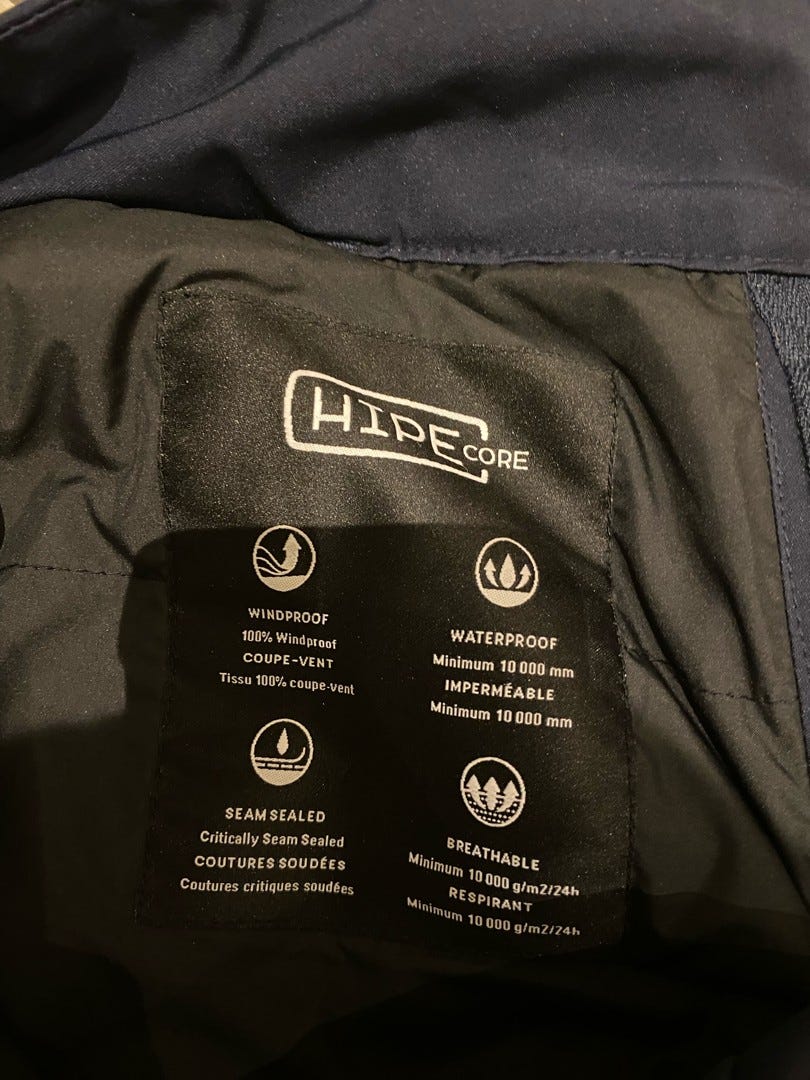 HIPE CORE
WINDPROOF
100% Windproof
COUPE-VENT
Tissu 100% coupe-vent
WATERPROOF
Minimum 10 000 mm
IMPERMÉABLE
Minimum 10 000 mm
SEAM SEALED
Critically Seam Sealed
COUTURES SOUDÉES
Coutures critiques soudées
BREATHABLE
Minimum 10 000 g/m2/24h
RESPIRANT
Minimum 10 000 g/m2/24h